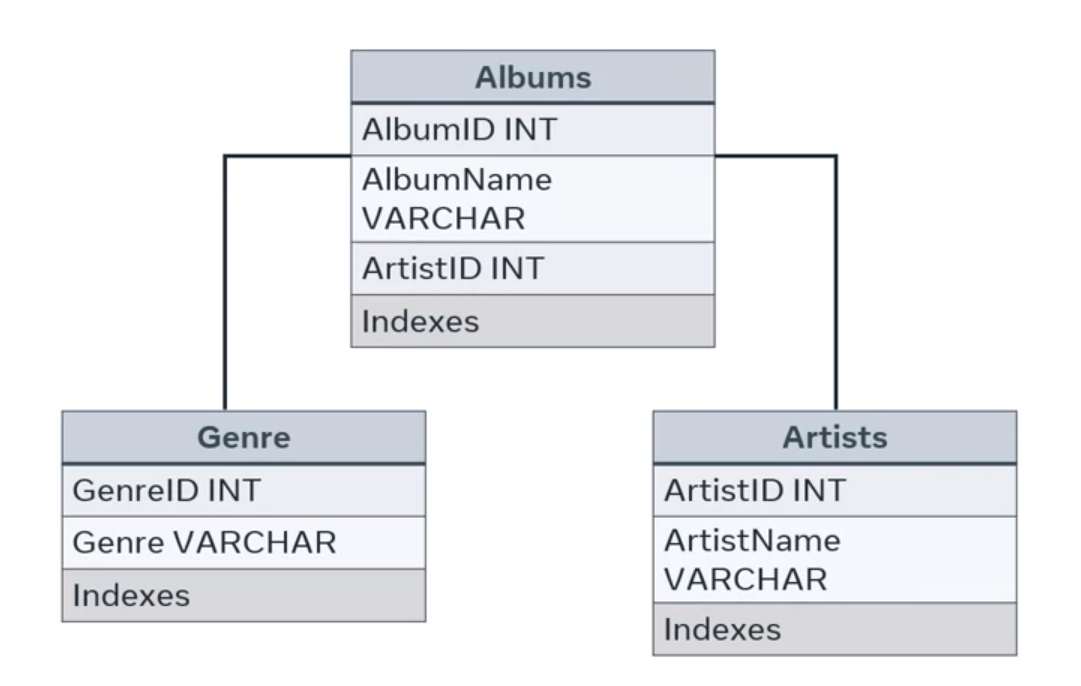 Albums
AlbumID INT
AlbumName
VARCHAR
ArtistID INT
Indexes
Genre
GenreID INT
Genre VARCHAR
Indexes
Artists
ArtistID INT
ArtistName
VARCHAR
Indexes